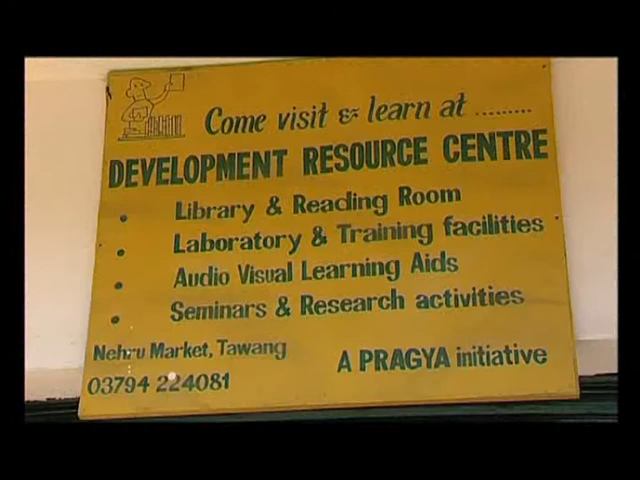 Come visit & learn at .........
DEVELOPMENT RESOURCE CENTRE
• Library & Reading Room
• Laboratory & Training facilities
• Audio Visual Learning Aids
• Seminars & Research activities
Nehru Market, Tawang
03794 224081
A PRAGYA initiative